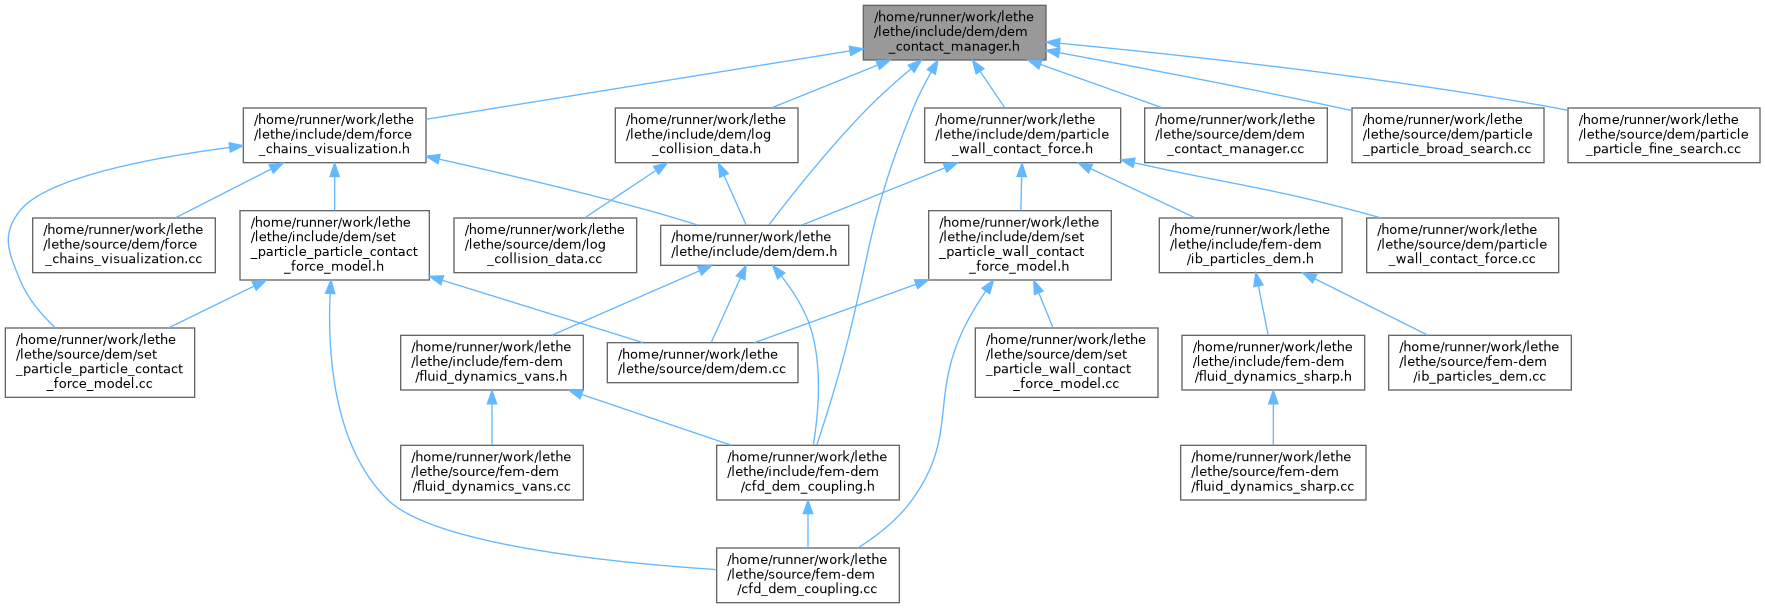 /home/runner/work/lethe
/lethe/include/dem/dem
_contact_manager.h
/home/runner/work/lethe
/lethe/include/dem/force
_chains_visualization.h
/home/runner/work/lethe
/lethe/include/dem/log
_collision_data.h
/home/runner/work/lethe
/lethe/include/dem/particle
_wall_contact_force.h
/home/runner/work/lethe
/lethe/source/dem/dem
_contact_manager.cc
/home/runner/work/lethe
/lethe/source/dem/particle
_particle_broad_search.cc
/home/runner/work/lethe
/lethe/source/dem/particle
_particle_fine_search.cc
/home/runner/work/lethe
/lethe/source/dem/force
_chains_visualization.cc
/home/runner/work/lethe
/lethe/include/dem/set
_particle_particle_contact
_force_model.h
/home/runner/work/lethe
/lethe/source/dem/log
_collision_data.cc
/home/runner/work/lethe
/lethe/include/dem/dem.h
/home/runner/work/lethe
/lethe/include/dem/set
_particle_wall_contact
_force_model.h
/home/runner/work/lethe
/lethe/include/fem-dem
/ib_particles_dem.h
/home/runner/work/lethe
/lethe/source/dem/particle
_wall_contact_force.cc
/home/runner/work/lethe
/lethe/source/dem/set
_particle_particle_contact
_force_model.cc
/home/runner/work/lethe
/lethe/include/fem-dem
/fluid_dynamics_vans.h
/home/runner/work/lethe
/lethe/source/dem/dem.cc
/home/runner/work/lethe
/lethe/source/dem/set
_particle_wall_contact
_force_model.cc
/home/runner/work/lethe
/lethe/include/fem-dem
/fluid_dynamics_sharp.h
/home/runner/work/lethe
/lethe/source/fem-dem
/ib_particles_dem.cc
/home/runner/work/lethe
/lethe/source/fem-dem
/fluid_dynamics_vans.cc
/home/runner/work/lethe
/lethe/include/fem-dem
/cfd_dem_coupling.h
/home/runner/work/lethe
/lethe/source/fem-dem
/fluid_dynamics_sharp.cc
/home/runner/work/lethe
/lethe/source/fem-dem
/cfd_dem_coupling.cc